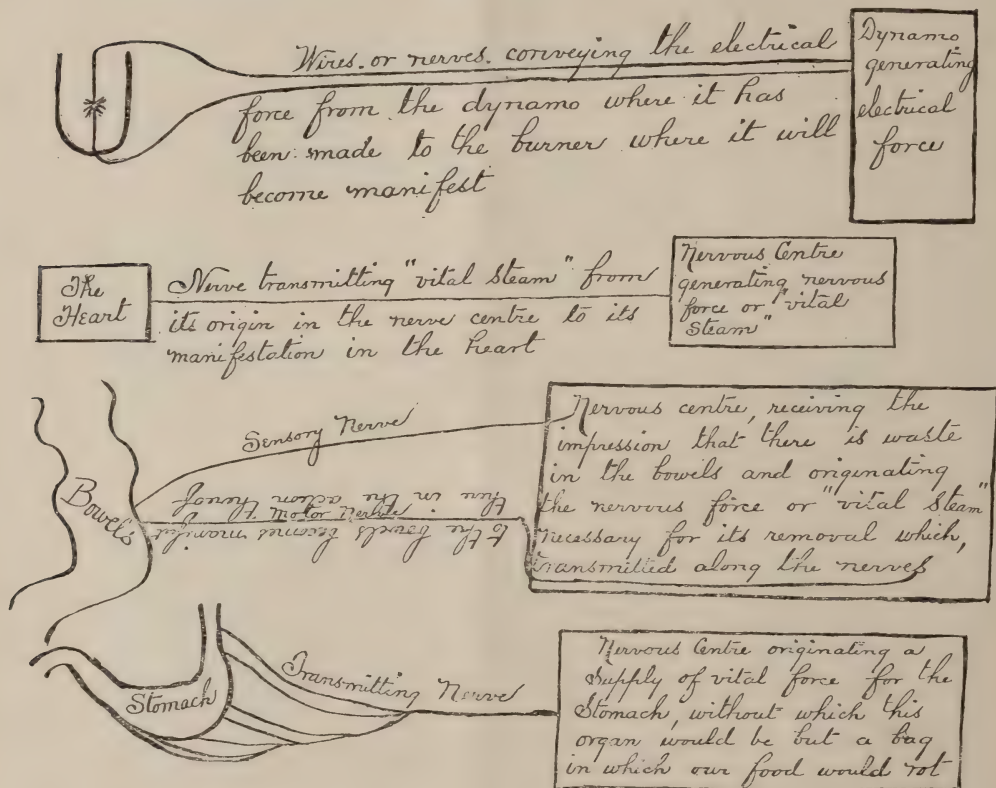 Wires or nerves conveying the electrical
force from the dynamo where it has
been made to the burner where it will
become manifest
Dynamo
generating
electrical
force
The
Heart
Nerve transmitting "vital steam" from
its origin in the nerve centre to its
manifestation in the heart
Nervous Centre
generating nervous
force or "vital
Steam"
Bowels
Sensory Nerve
Nervous centre, receiving the
impression that there is waste
in the bowels and originating
the nervous force or "vital Steam"
necessary for its removal which,
transmitted along the nerves
to the bowels becomes manifest
Motor Nerve
in the action thereof
Stomach
Transmitting Nerve
Nervous Centre originating a
Supply of vital force for the
Stomach, without which this
organ would be but a bag
in which our food would rot